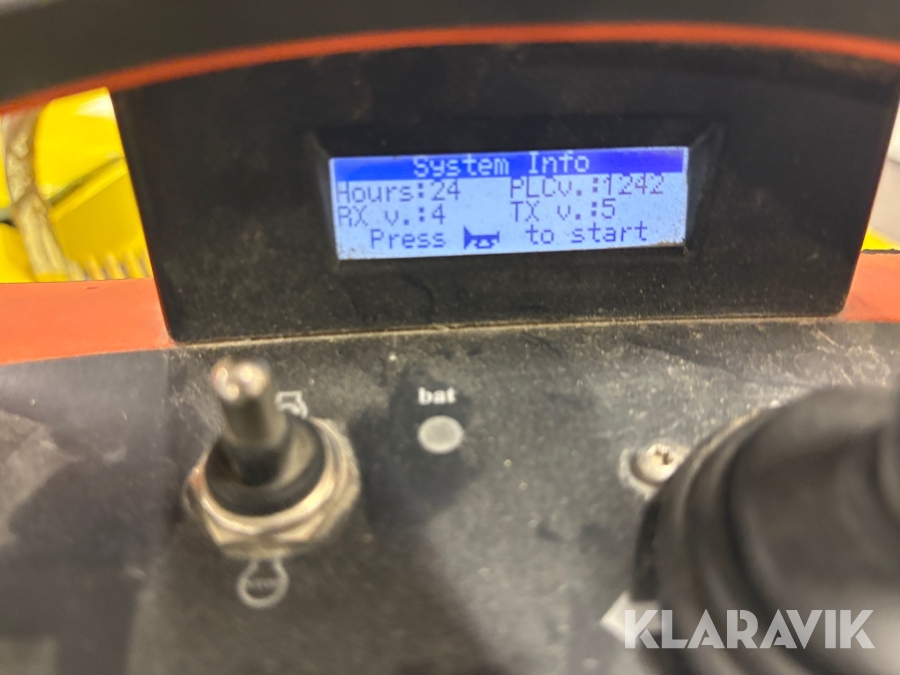 System Info
Hours:24 PLCv.:1242
RX v.:4 TX v.:5
Press to start
bat
KLARAVIK